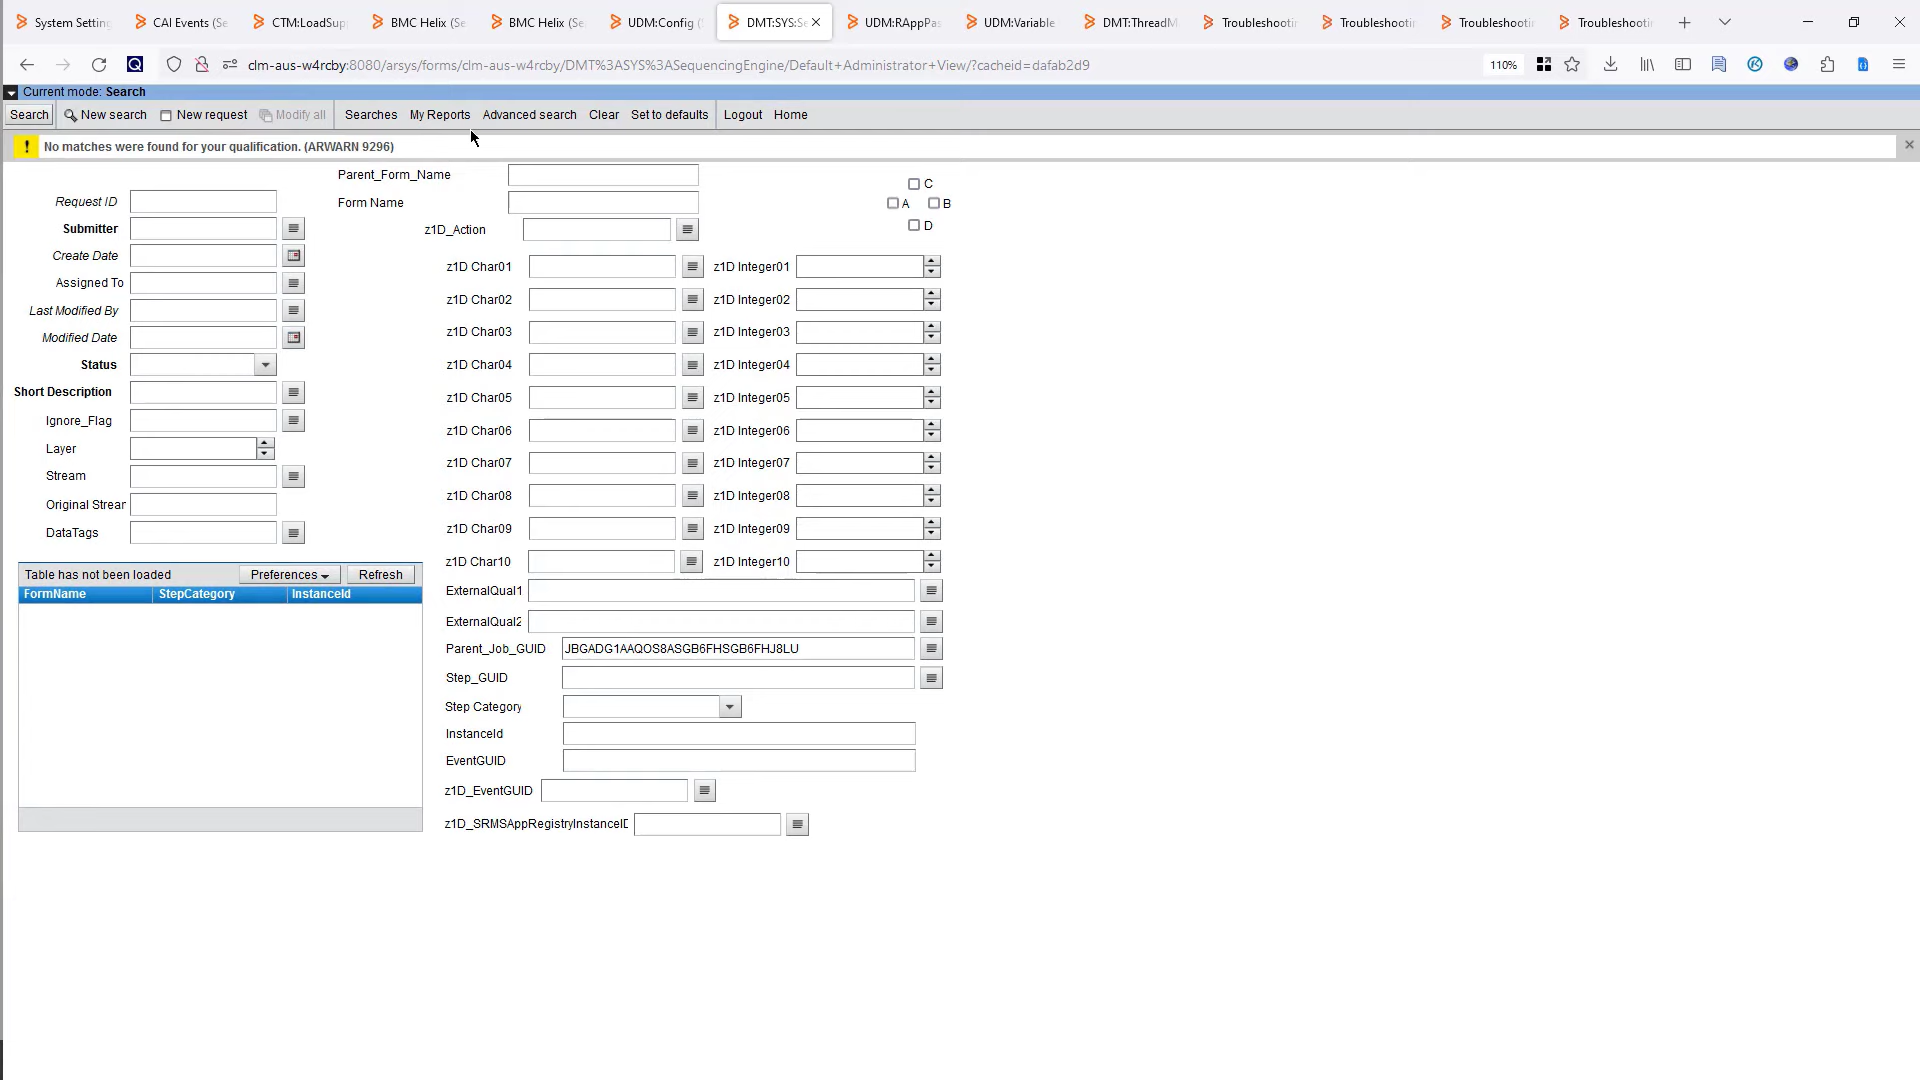 System Setting
CAI Events (Se
CTM:LoadSup
BMC Helix (Se
BMC Helix (Se
UDM:Config (
DMT:SYS:Se
UDM:RAppPas
UDM:Variable
DMT:ThreadM
Troubleshootin
Troubleshootin
Troubleshootin
Troubleshootin
clm-aus-w4rcby:8080/arsys/forms/clm-aus-w4rcby/DMT%3ASYS%3ASequencingEngine/Default+Administrator+View/?cacheid=dafab2d9
110%
Current mode: Search
Search New search New request Modify all Searches My Reports Advanced search Clear Set to defaults Logout Home
No matches were found for your qualification. (ARWARN 9296)
Parent_Form_Name
Form Name
z1D_Action
C
A B
D
Request ID
Submitter
Create Date
Assigned To
Last Modified By
Modified Date
Status
Short Description
Ignore_Flag
Layer
Stream
Original Strear
DataTags
z1D Char01 z1D Integer01
z1D Char02 z1D Integer02
z1D Char03 z1D Integer03
z1D Char04 z1D Integer04
z1D Char05 z1D Integer05
z1D Char06 z1D Integer06
z1D Char07 z1D Integer07
z1D Char08 z1D Integer08
z1D Char09 z1D Integer09
z1D Char10 z1D Integer10
Table has not been loaded Preferences Refresh
FormName StepCategory InstanceId
ExternalQual1
ExternalQual2
Parent_Job_GUID JBGADG1AAQOS8ASGB6FHSGB6FHJ8LU
Step_GUID
Step Category
InstanceId
EventGUID
z1D_EventGUID
z1D_SRMSAppRegistryInstanceID